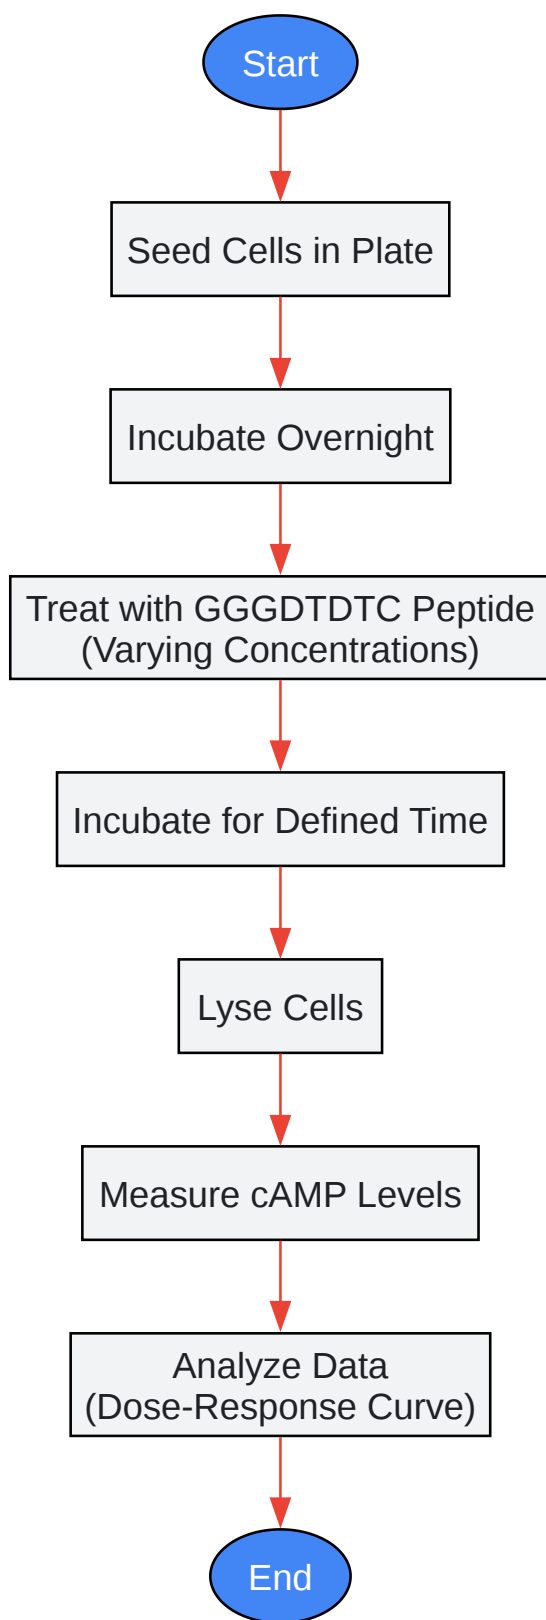 Start
Seed Cells in Plate
Incubate Overnight
Treat with GGGDTDTC Peptide
(Varying Concentrations)
Incubate for Defined Time
Lyse Cells
Measure cAMP Levels
Analyze Data
(Dose-Response Curve)
End